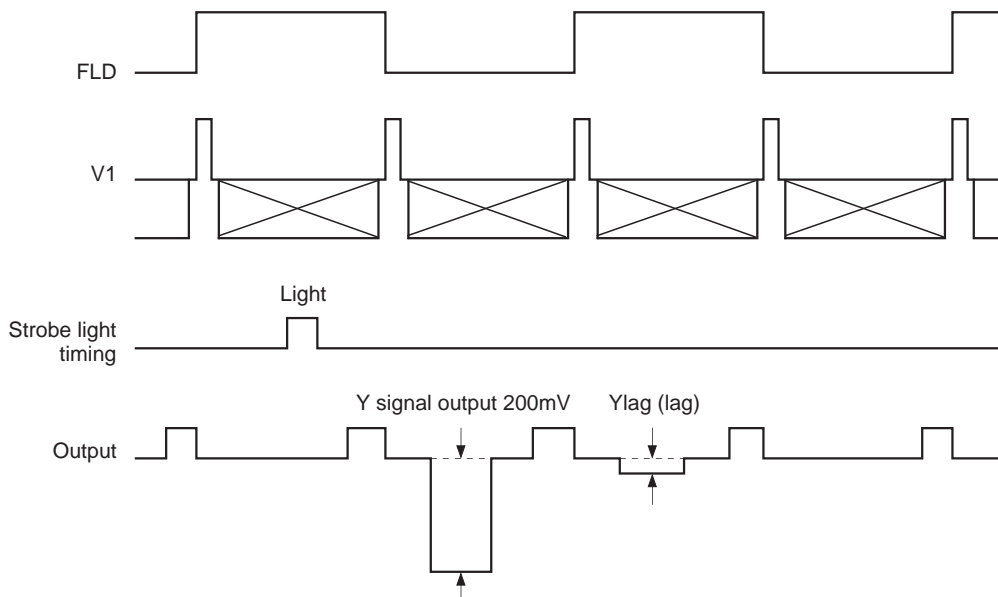 FLD
V1
Light
Strobe light
timing
Y signal output 200mV
Ylag (lag)
Output